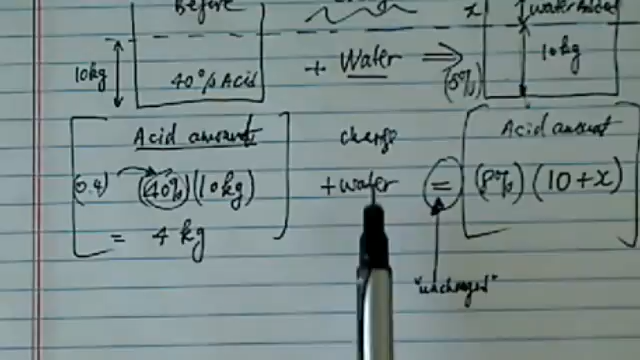 Before
x water added
10kg 40% Acid + Water ⇒ (8%) 10kg
Acid amount change Acid amount
(0.4) (40%)(10kg) + water = (8%)(10+x)
= 4 kg
"unchanged"